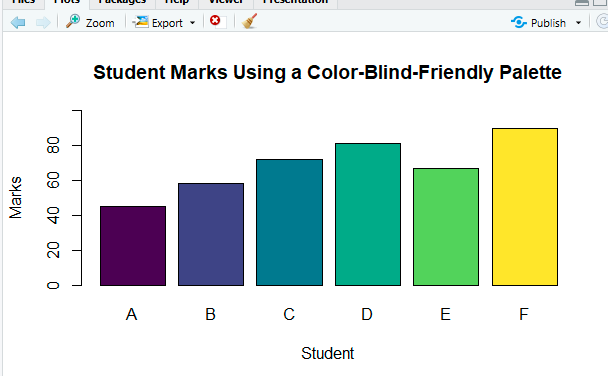 Files Plots Packages Help Viewer Presentation
Zoom Export Publish
Student Marks Using a Color-Blind-Friendly Palette
Marks
80
60
40
20
0
A B C D E F
Student